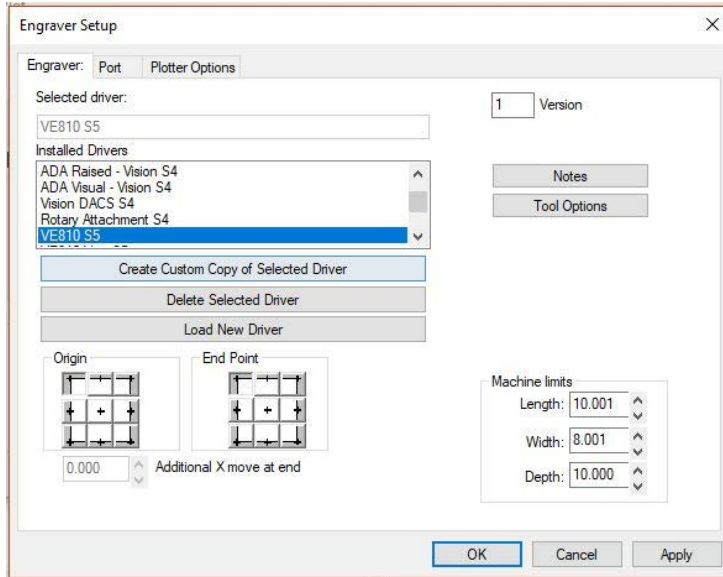 Engraver Setup
Engraver: Port Plotter Options
Selected driver:
VE810 S5
1 Version
Installed Drivers
ADA Raised - Vision S4
ADA Visual - Vision S4
Vision DACS S4
Rotary Attachment S4
VE810 S5
Notes
Tool Options
Create Custom Copy of Selected Driver
Delete Selected Driver
Load New Driver
Origin
End Point
0.000 Additional X move at end
Machine limits
Length: 10.001
Width: 8.001
Depth: 10.000
OK Cancel Apply